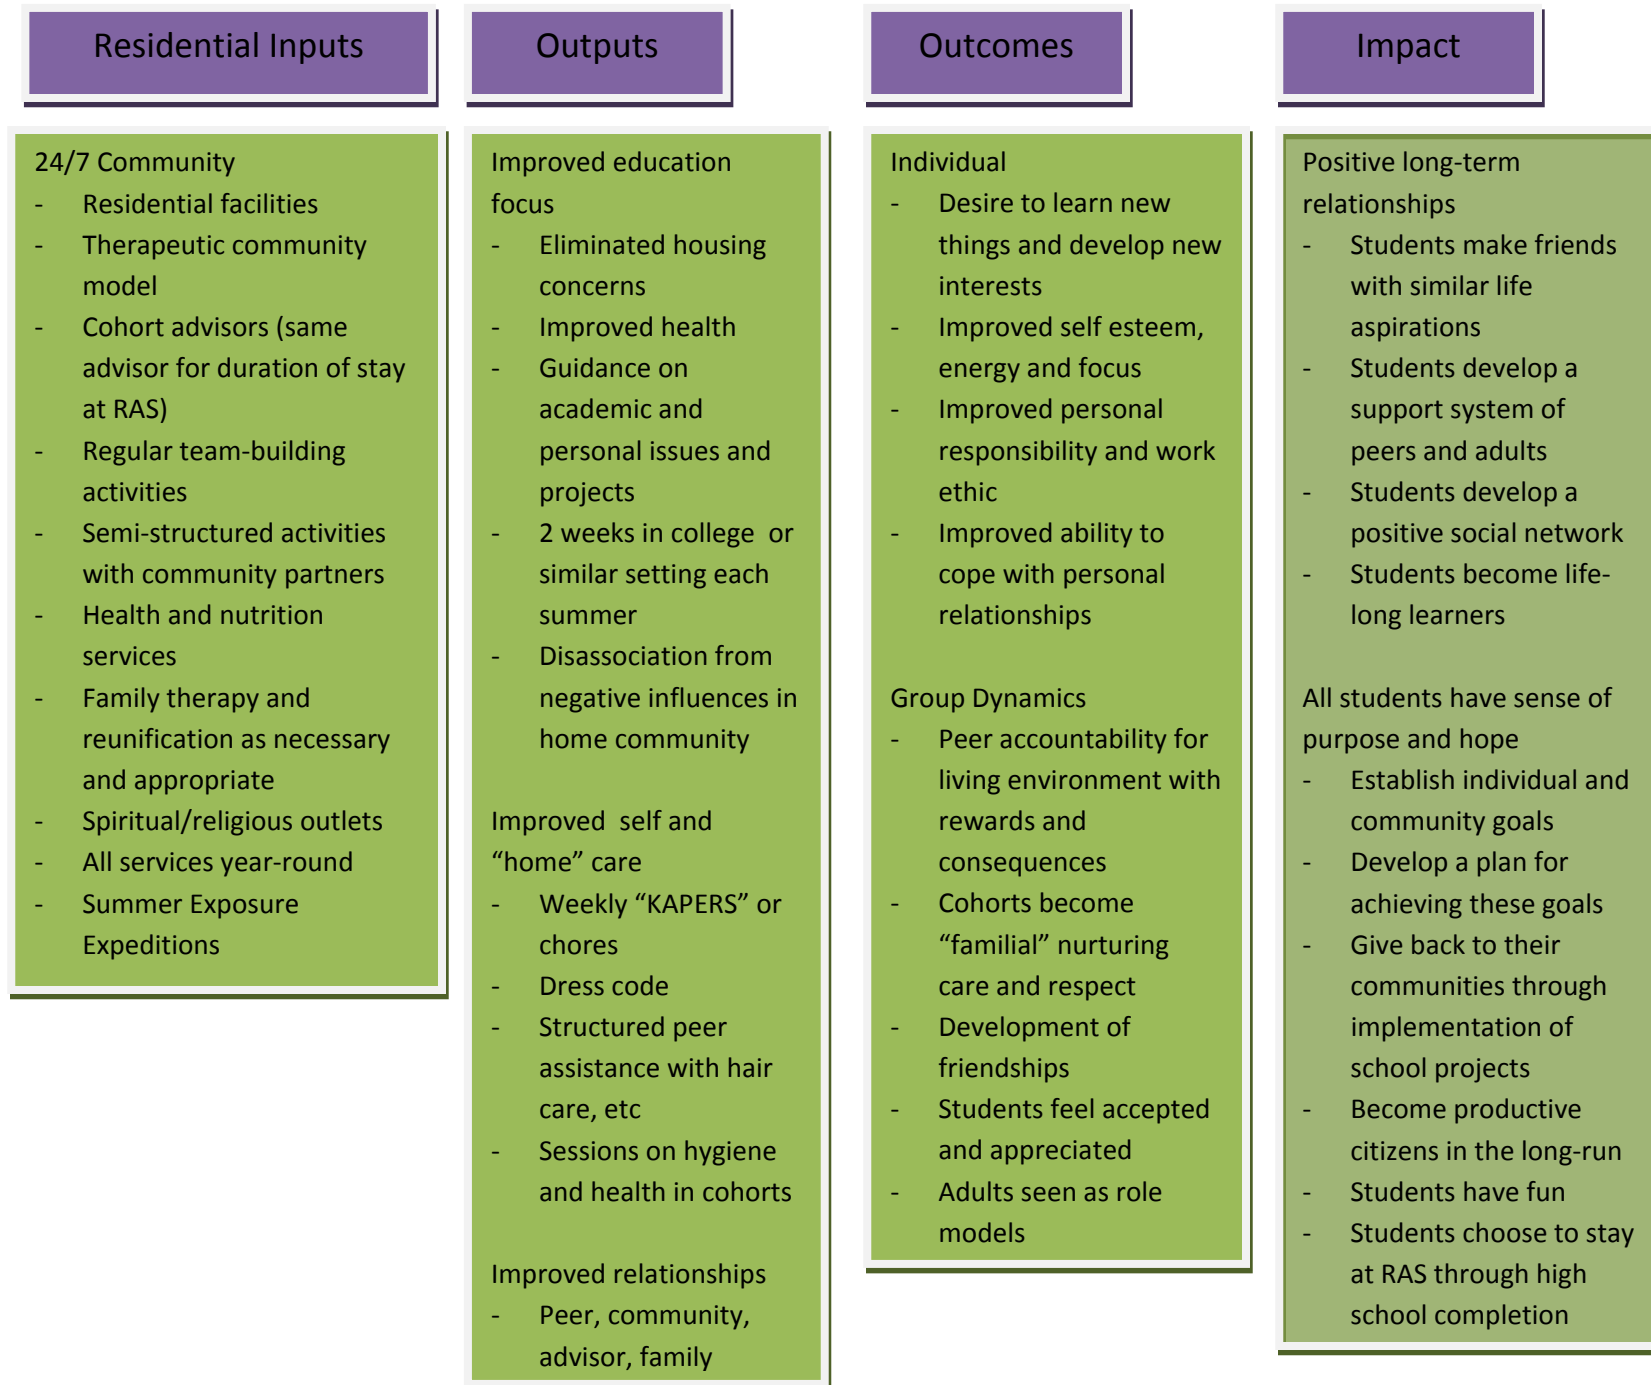 Residential Inputs
Outputs
Outcomes
Impact
24/7 Community
- Residential facilities
- Therapeutic community
model
- Cohort advisors (same
advisor for duration of stay
at RAS)
- Regular team-building
activities
- Semi-structured activities
with community partners
- Health and nutrition
services
- Family therapy and
reunification as necessary
and appropriate
- Spiritual/religious outlets
- All services year-round
- Summer Exposure
Expeditions
Improved education
focus
- Eliminated housing
concerns
- Improved health
- Guidance on
academic and
personal issues and
projects
- 2 weeks in college or
similar setting each
summer
- Disassociation from
negative influences in
home community
Improved self and
“home” care
- Weekly “KAPERS” or
chores
- Dress code
- Structured peer
assistance with hair
care, etc
- Sessions on hygiene
and health in cohorts
Improved relationships
- Peer, community,
advisor, family
Individual
- Desire to learn new
things and develop new
interests
- Improved self esteem,
energy and focus
- Improved personal
responsibility and work
ethic
- Improved ability to
cope with personal
relationships
Group Dynamics
- Peer accountability for
living environment with
rewards and
consequences
- Cohorts become
“familial” nurturing
care and respect
- Development of
friendships
- Students feel accepted
and appreciated
- Adults seen as role
models
Positive long-term
relationships
- Students make friends
with similar life
aspirations
- Students develop a
support system of
peers and adults
- Students develop a
positive social network
- Students become life-
long learners
All students have sense of
purpose and hope
- Establish individual and
community goals
- Develop a plan for
achieving these goals
- Give back to their
communities through
implementation of
school projects
- Become productive
citizens in the long-run
- Students have fun
- Students choose to stay
at RAS through high
school completion